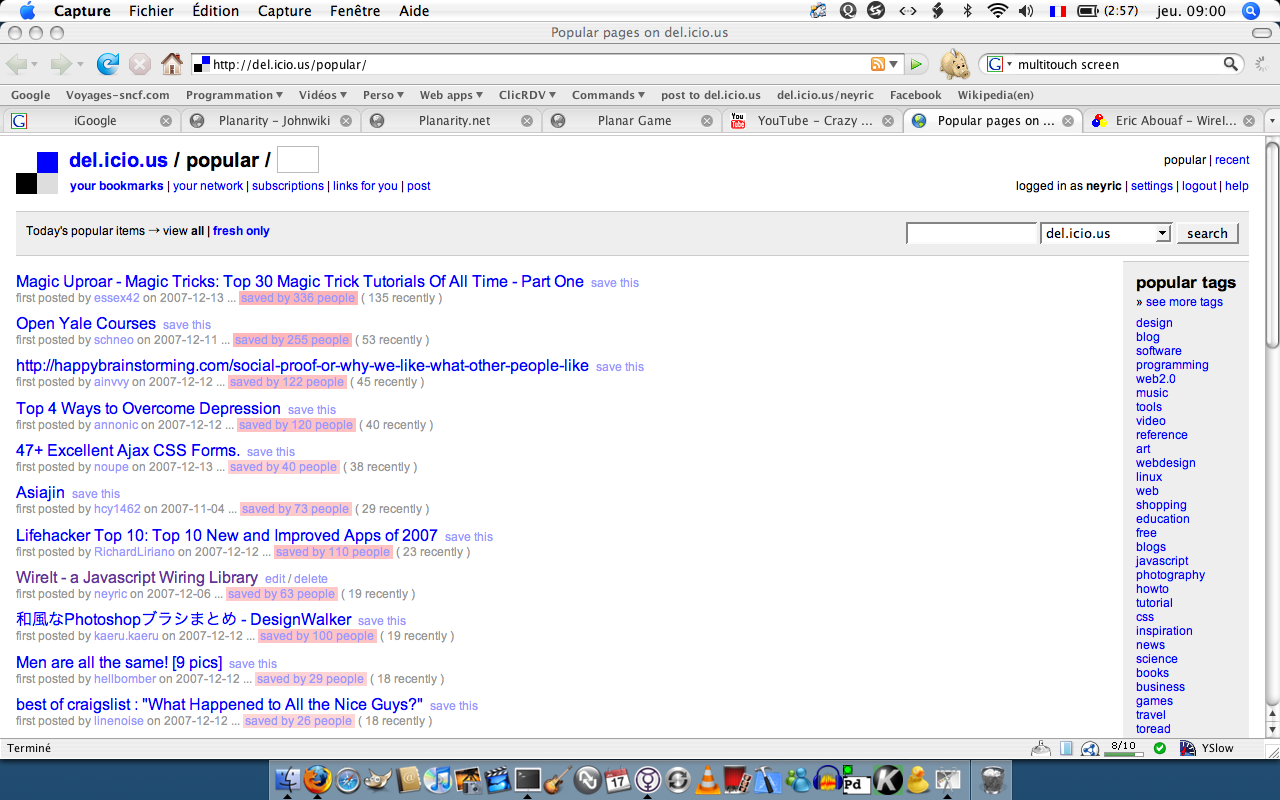 Capture Fichier Édition Capture Fenêtre Aide (2:57) jeu. 09:00
Popular pages on del.icio.us
http://del.icio.us/popular/ G multitouch screen
Google Voyages-sncf.com Programmation Vidéos Perso Web apps ClicRDV Commands post to del.icio.us del.icio.us/neyric Facebook Wikipedia(en)
G iGoogle Planarity – Johnwiki Planarity.net Planar Game You Tube YouTube – Crazy ... Popular pages on ... Eric Abouaf – Wirel...
del.icio.us / popular /
popular | recent
your bookmarks | your network | subscriptions | links for you | post
logged in as neyric | settings | logout | help
Today's popular items → view all | fresh only
del.icio.us search
Magic Uproar - Magic Tricks: Top 30 Magic Trick Tutorials Of All Time - Part One save this
first posted by essex42 on 2007-12-13 ... saved by 336 people ( 135 recently )
Open Yale Courses save this
first posted by schneo on 2007-12-11 ... saved by 255 people ( 53 recently )
http://happybrainstorming.com/social-proof-or-why-we-like-what-other-people-like save this
first posted by ainvvy on 2007-12-12 ... saved by 122 people ( 45 recently )
Top 4 Ways to Overcome Depression save this
first posted by annonic on 2007-12-12 ... saved by 120 people ( 40 recently )
47+ Excellent Ajax CSS Forms. save this
first posted by noupe on 2007-12-13 ... saved by 40 people ( 38 recently )
Asiajin save this
first posted by hcy1462 on 2007-11-04 ... saved by 73 people ( 29 recently )
Lifehacker Top 10: Top 10 New and Improved Apps of 2007 save this
first posted by RichardLiriano on 2007-12-12 ... saved by 110 people ( 23 recently )
WireIt - a Javascript Wiring Library edit / delete
first posted by neyric on 2007-12-06 ... saved by 63 people ( 19 recently )
和風なPhotoshopブラシまとめ - DesignWalker save this
first posted by kaeru.kaeru on 2007-12-12 ... saved by 100 people ( 19 recently )
Men are all the same! [9 pics] save this
first posted by hellbomber on 2007-12-12 ... saved by 29 people ( 18 recently )
best of craigslist : "What Happened to All the Nice Guys?" save this
first posted by linenoise on 2007-12-12 ... saved by 26 people ( 18 recently )
popular tags
» see more tags
design
blog
software
programming
web2.0
music
tools
video
reference
art
webdesign
linux
web
shopping
education
free
blogs
javascript
photography
howto
tutorial
css
inspiration
news
science
books
business
games
travel
toread
Terminé 8/10 YSlow
17 Pd K